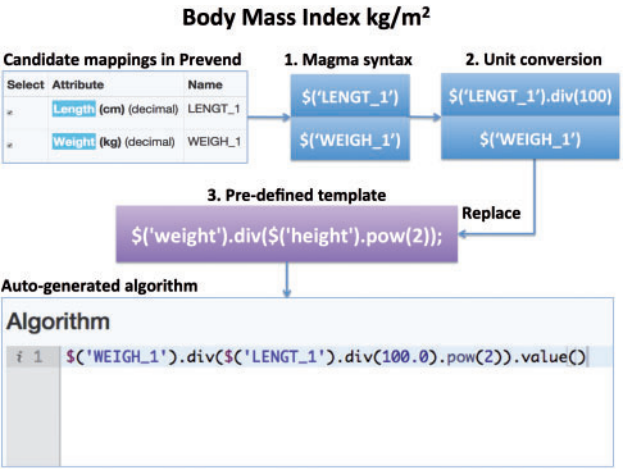 Body Mass Index kg/m²
Candidate mappings in Prevend
Select Attribute Name
Length (cm) (decimal) LENGT_1
Weight (kg) (decimal) WEIGH_1
1. Magma syntax
$('LENGT_1')
$('WEIGH_1')
2. Unit conversion
$('LENGT_1').div(100)
$('WEIGH_1')
Replace
3. Pre-defined template
$('weight').div($('height').pow(2));
Auto-generated algorithm
Algorithm
i 1 $('WEIGH_1').div($('LENGT_1').div(100.0).pow(2)).value()